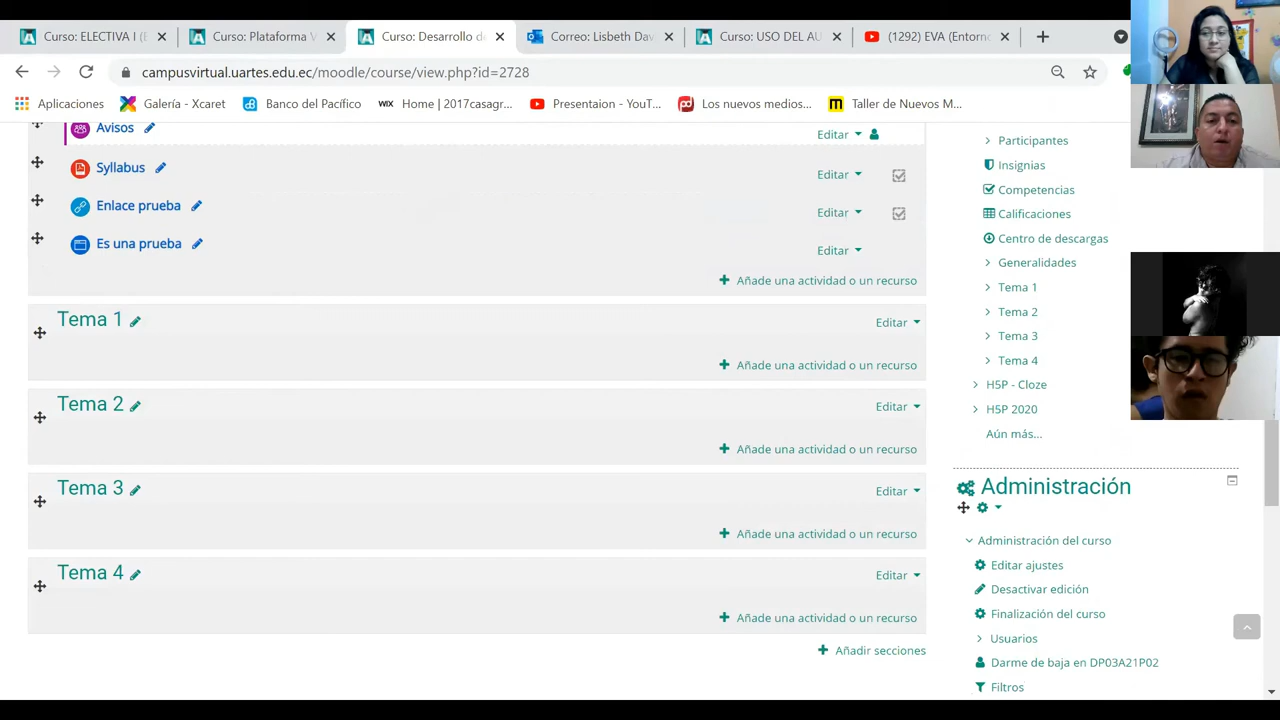 Curso: ELECTIVA I (E
Curso: Plataforma V
Curso: Desarrollo de
Correo: Lisbeth Dav
Curso: USO DEL AU
(1292) EVA (Entorno
campusvirtual.uartes.edu.ec/moodle/course/view.php?id=2728
Aplicaciones
Galería - Xcaret
Banco del Pacífico
WIX Home | 2017casagr...
Presentaion - YouTu...
Los nuevos medios...
Taller de Nuevos M...
Avisos
Editar
Syllabus
Editar
Enlace prueba
Editar
Es una prueba
Editar
Añade una actividad o un recurso
Tema 1
Editar
Añade una actividad o un recurso
Tema 2
Editar
Añade una actividad o un recurso
Tema 3
Editar
Añade una actividad o un recurso
Tema 4
Editar
Añade una actividad o un recurso
Añadir secciones
Participantes
Insignias
Competencias
Calificaciones
Centro de descargas
Generalidades
Tema 1
Tema 2
Tema 3
Tema 4
H5P - Cloze
H5P 2020
Aún más...
Administración
Administración del curso
Editar ajustes
Desactivar edición
Finalización del curso
Usuarios
Darme de baja en DP03A21P02
Filtros